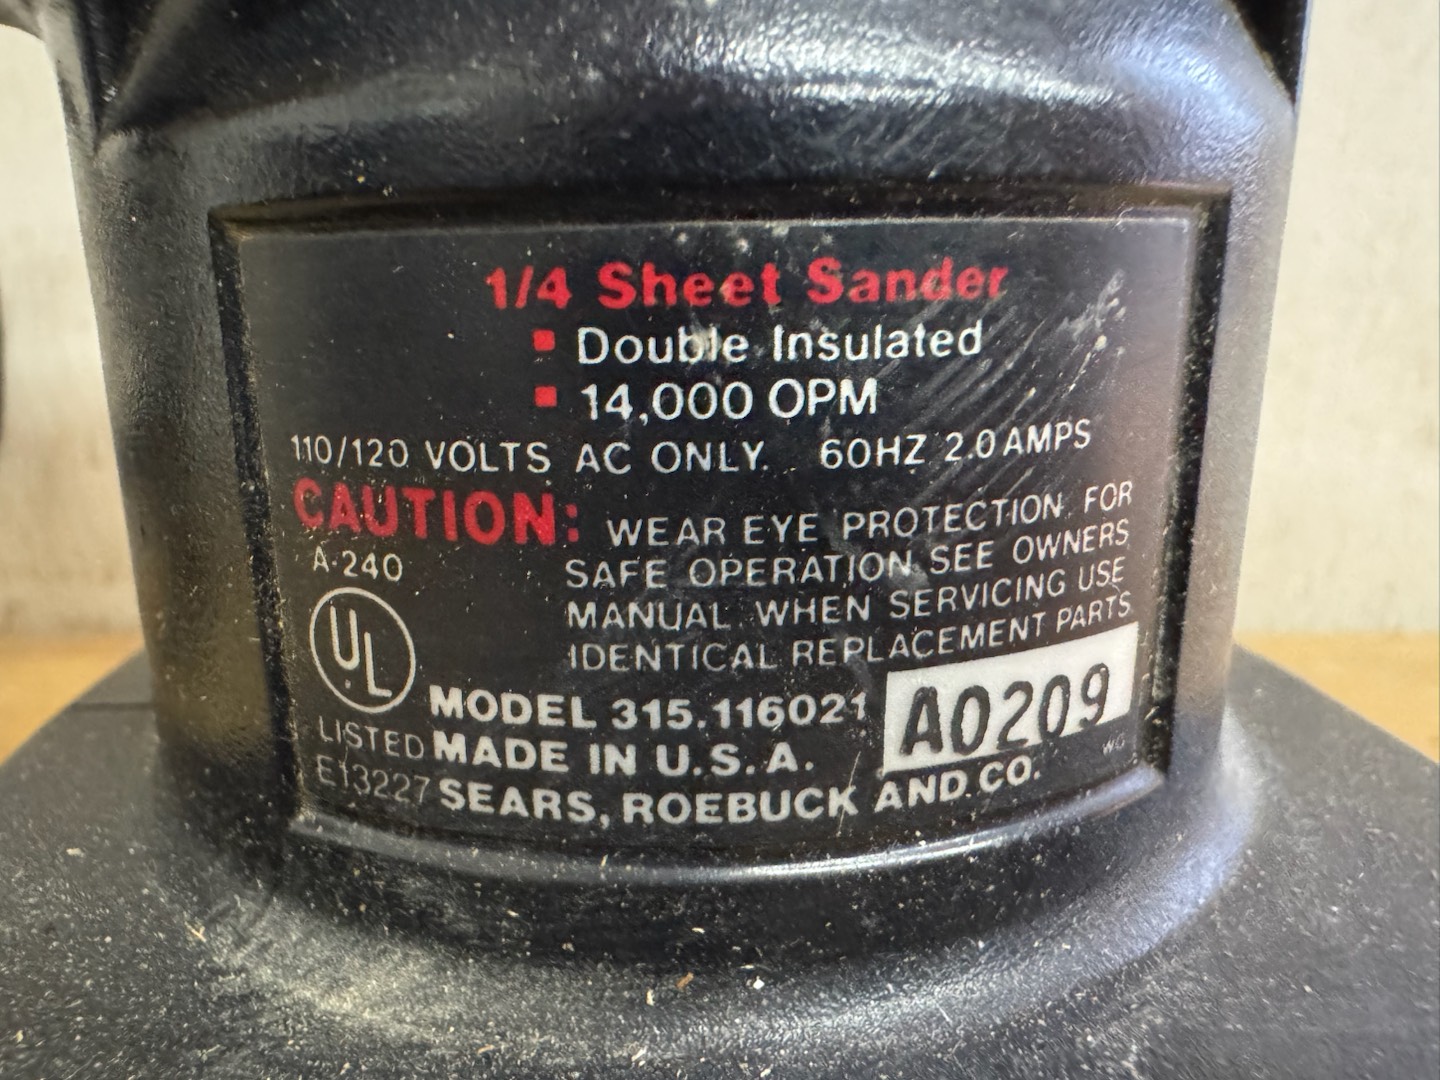 1/4 Sheet Sander
▪ Double Insulated
▪ 14,000 OPM
110/120 VOLTS AC ONLY. 60HZ 2.0 AMPS
CAUTION: WEAR EYE PROTECTION FOR
SAFE OPERATION SEE OWNERS
MANUAL WHEN SERVICING USE
IDENTICAL REPLACEMENT PARTS
A-240
UL
LISTED
E13227
MODEL 315.116021
A0209
MADE IN U.S.A.
WG
SEARS, ROEBUCK AND CO.